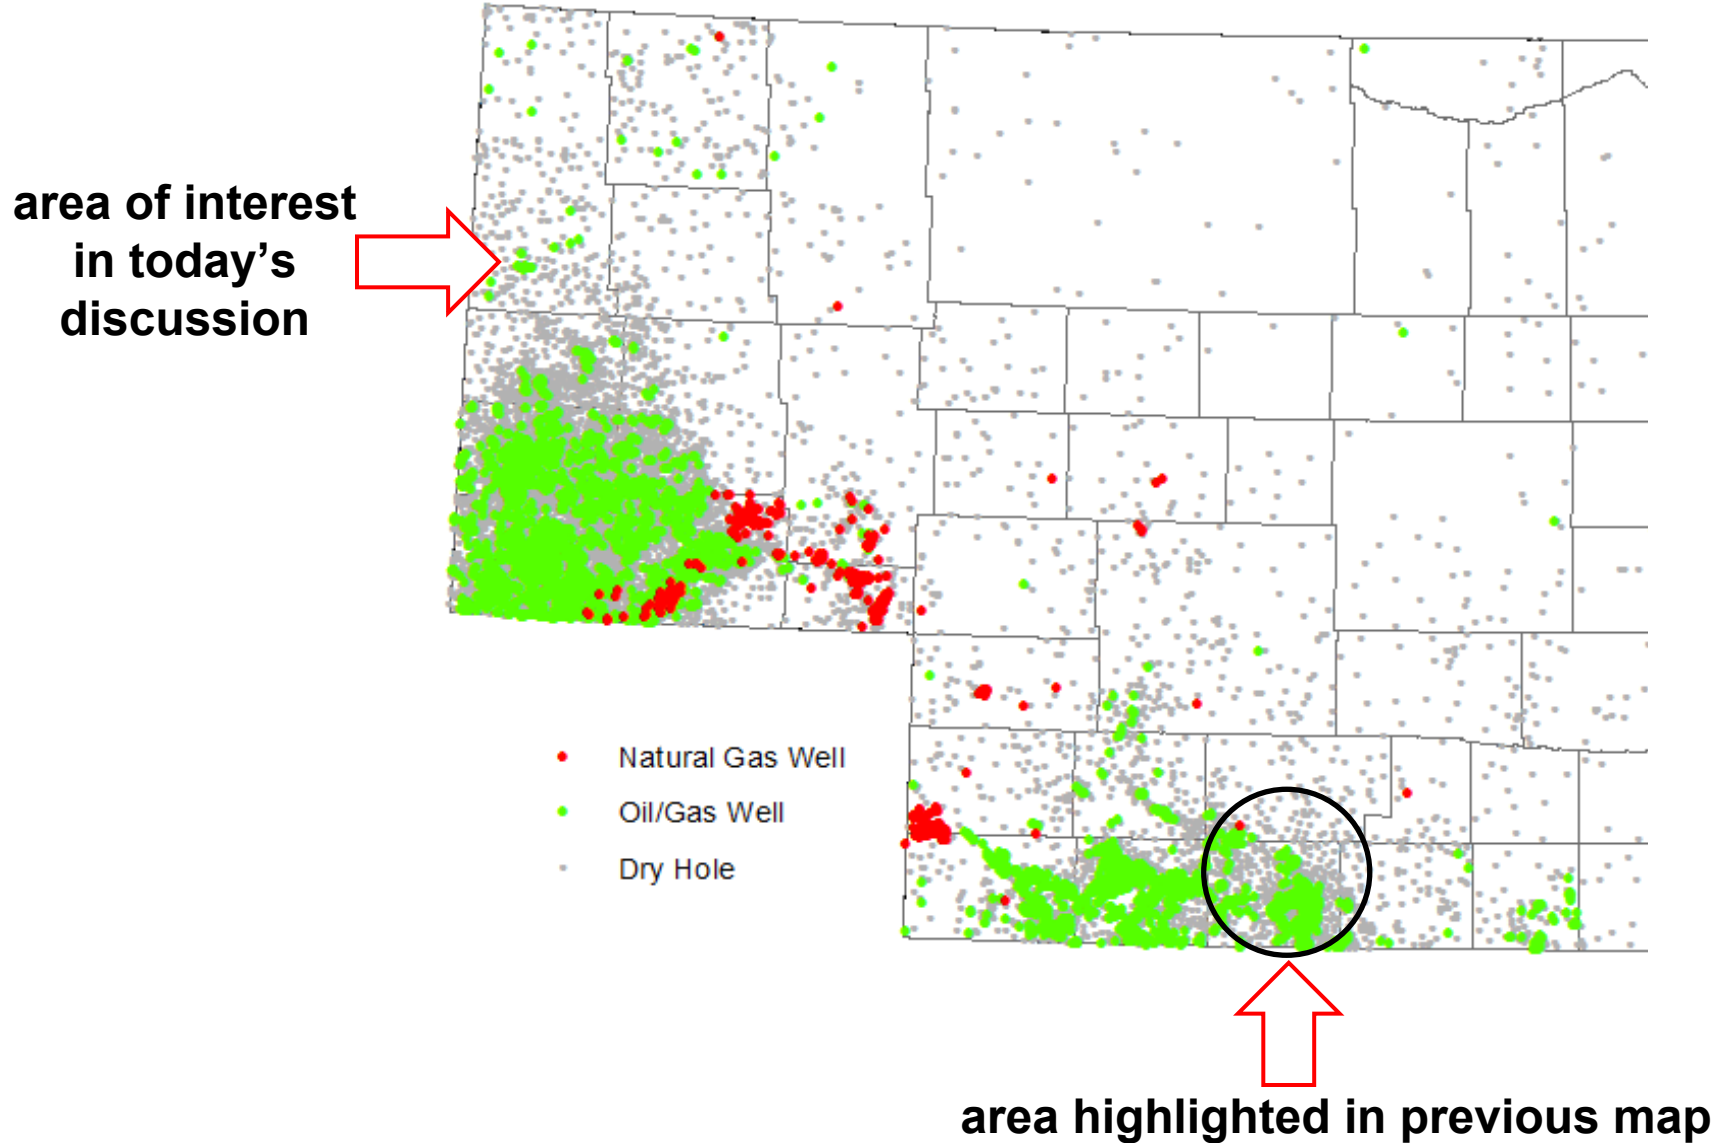 area of interest
in today’s
discussion
Natural Gas Well
Oil/Gas Well
Dry Hole
area highlighted in previous map